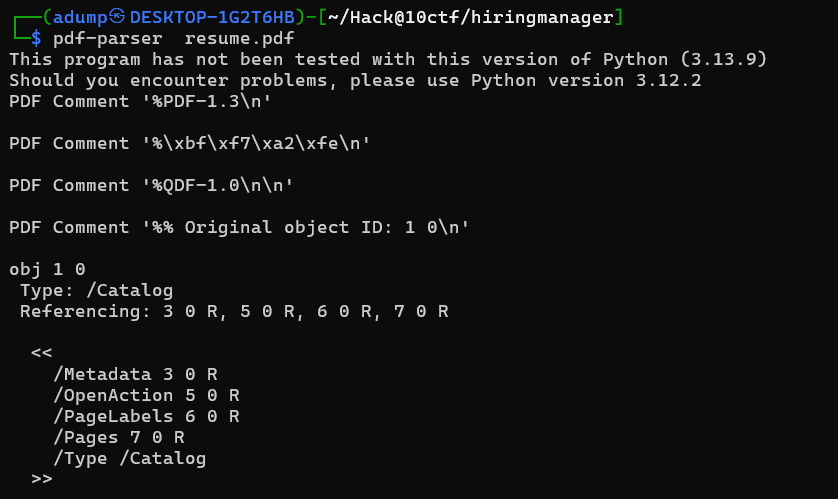 ┌──(adump㉿DESKTOP-1G2T6HB)-[~/Hack@10ctf/hiringmanager]
└─$ pdf-parser  resume.pdf
This program has not been tested with this version of Python (3.13.9)
Should you encounter problems, please use Python version 3.12.2
PDF Comment '%PDF-1.3\n'

PDF Comment '%\xbf\xf7\xa2\xfe\n'

PDF Comment '%QDF-1.0\n\n'

PDF Comment '%% Original object ID: 1 0\n'

obj 1 0
 Type: /Catalog
 Referencing: 3 0 R, 5 0 R, 6 0 R, 7 0 R

  <<
    /Metadata 3 0 R
    /OpenAction 5 0 R
    /PageLabels 6 0 R
    /Pages 7 0 R
    /Type /Catalog
  >>